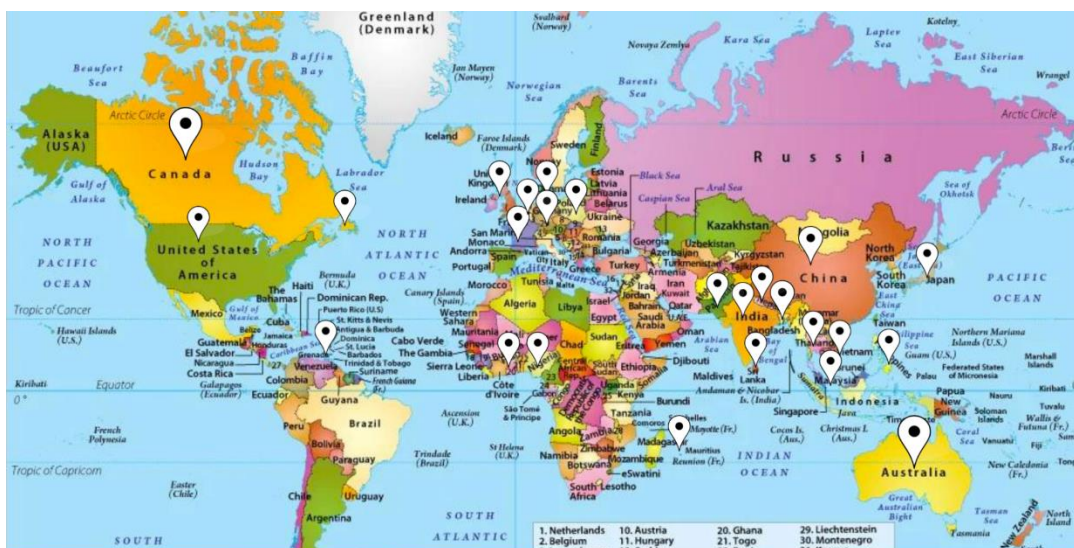 Greenland
(Denmark)
Svalbard
(Norway)
Kara Sea
Laptev
Sea
Kotelny
East Siberian
Sea
Wrangel
Novaya Zemlya
Beaufort
Sea
Baffin
Bay
Jan Mayen
(Norway)
Norwegian
Sea
Barents
Sea
Arctic Circle
Arctic Circle
Alaska
(USA)
Iceland
Faroe Islands
(Denmark)
Sweden
Finland
Russia
Canada
Hudson
Bay
Labrador
Sea
Gulf of
Alaska
Ireland
Estonia
Latvia
Lithuania
Belarus
Ukraine
Black Sea
Caspian Sea
Aral Sea
Sea of
Okhotsk
Kazakhstan
NORTH
PACIFIC
OCEAN
United States
of
America
NORTH
ATLANTIC
OCEAN
San Marino
Monaco
Andorra
Spain
Portugal
Italy
Romania
Bulgaria
Greece
Turkey
Georgia
Azerbaijan
Armenia
Uzbekistan
Turkmenistan
Kyrgyzstan
China
North
Korea
South
Korea
Japan
PACIFIC
OCEAN
Mediterranean Sea
Malta
Tunisia
Morocco
Algeria
Libya
Egypt
Israel
Jordan
Iraq
Iran
Kuwait
Bahrain
Qatar
U.A.E
Saudi
Arabia
Oman
Yemen
Red Sea
Canary Islands
(Spain)
Western
Sahara
Bermuda
(U.K.)
The
Bahamas
Haiti
Dominican Rep.
Puerto Rico (U.S)
St. Kitts & Nevis
Antigua & Barbuda
Dominica
St. Lucia
Barbados
Grenada
Trinidad & Tobago
Tropic of Cancer
Hawaii Islands
(U.S.)
Mexico
Gulf of
Mexico
Cuba
Jamaica
Belize
Honduras
Guatemala
El Salvador
Nicaragua
Costa Rica
Caribbean Sea
27
Venezuela
Suriname
French Guiana
(Fr.)
Guyana
Colombia
Ecuador
Galapagos
(Ecuador)
Cabo Verde
The Gambia
Mauritania
Senegal
Sierra Leone
Liberia
Côte
d'Ivoire
Nigeria
Chad
Sudan
Eritrea
Djibouti
Ethiopia
Somalia
Uganda
Kenya
Burundi
Gabon
São Tomé
& Príncipe
India
Bangladesh
Arabian
Sea
Bay
of
Bengal
Sri
Lanka
Maldives
Andaman & Nicobar
Is. (India)
Thailand
Vietnam
Malaysia
Brunei
Singapore
Sumatra
Java
Indonesia
East
China
Sea
Taiwan
Philippine
Sea
Northern Mariana
Islands (U.S.)
Guam (U.S.)
Palau
Federated States
of Micronesia
Marshall
Islands
Kiribati
Kiribati
Equator
0°
Nauru
Tuvalu
Papua
New
Guinea
Solomon
Islands
Wallis &
Futuna (Fr.)
Vanuatu
Fiji
Coral
Sea
New Caledonia
(Fr.)
French
Polynesia
Peru
Brazil
Bolivia
Paraguay
Chile
Argentina
Uruguay
Ascension
(U.K.)
St Helena
(U.K.)
Trindade
(Brazil)
Tropic of Capricorn
Easter
(Chile)
Angola
Zambia
Tanzania
Comoros
Mayotte (Fr.)
Madagascar
Mauritius
Reunion (Fr.)
Zimbabwe
Mozambique
Namibia
Botswana
eSwatini
Lesotho
South
Africa
Cocos Is.
(Aus.)
Christmas I.
(Aus.)
INDIAN
OCEAN
Australia
Great
Australian
Bight
Tasman
Sea
Tasmania
New Zealand
North
Island
South
SOUTH
SOUTH
ATLANTIC
1. Netherlands 10. Austria 20. Ghana 29. Liechtenstein
2. Belgium 11. Hungary 21. Togo 30. Montenegro